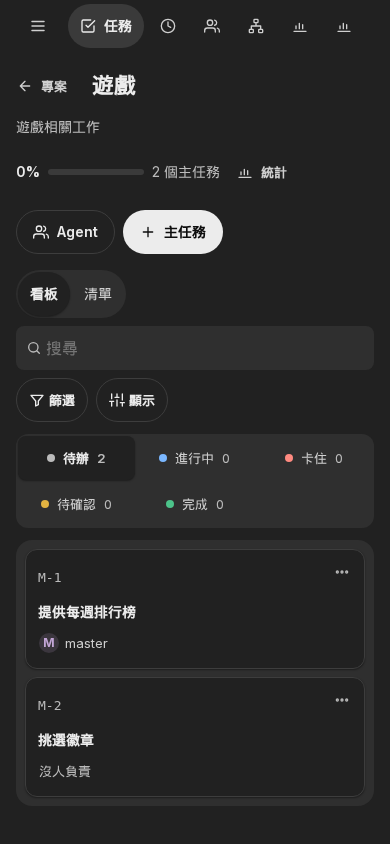 任務
專案 遊戲
遊戲相關工作
0% 2 個主任務 統計
Agent 主任務
看板 清單
搜尋
篩選 顯示
待辦 2 進行中 0 卡住 0
待確認 0 完成 0
M-1
提供每週排行榜
M master
M-2
挑選徽章
沒人負責